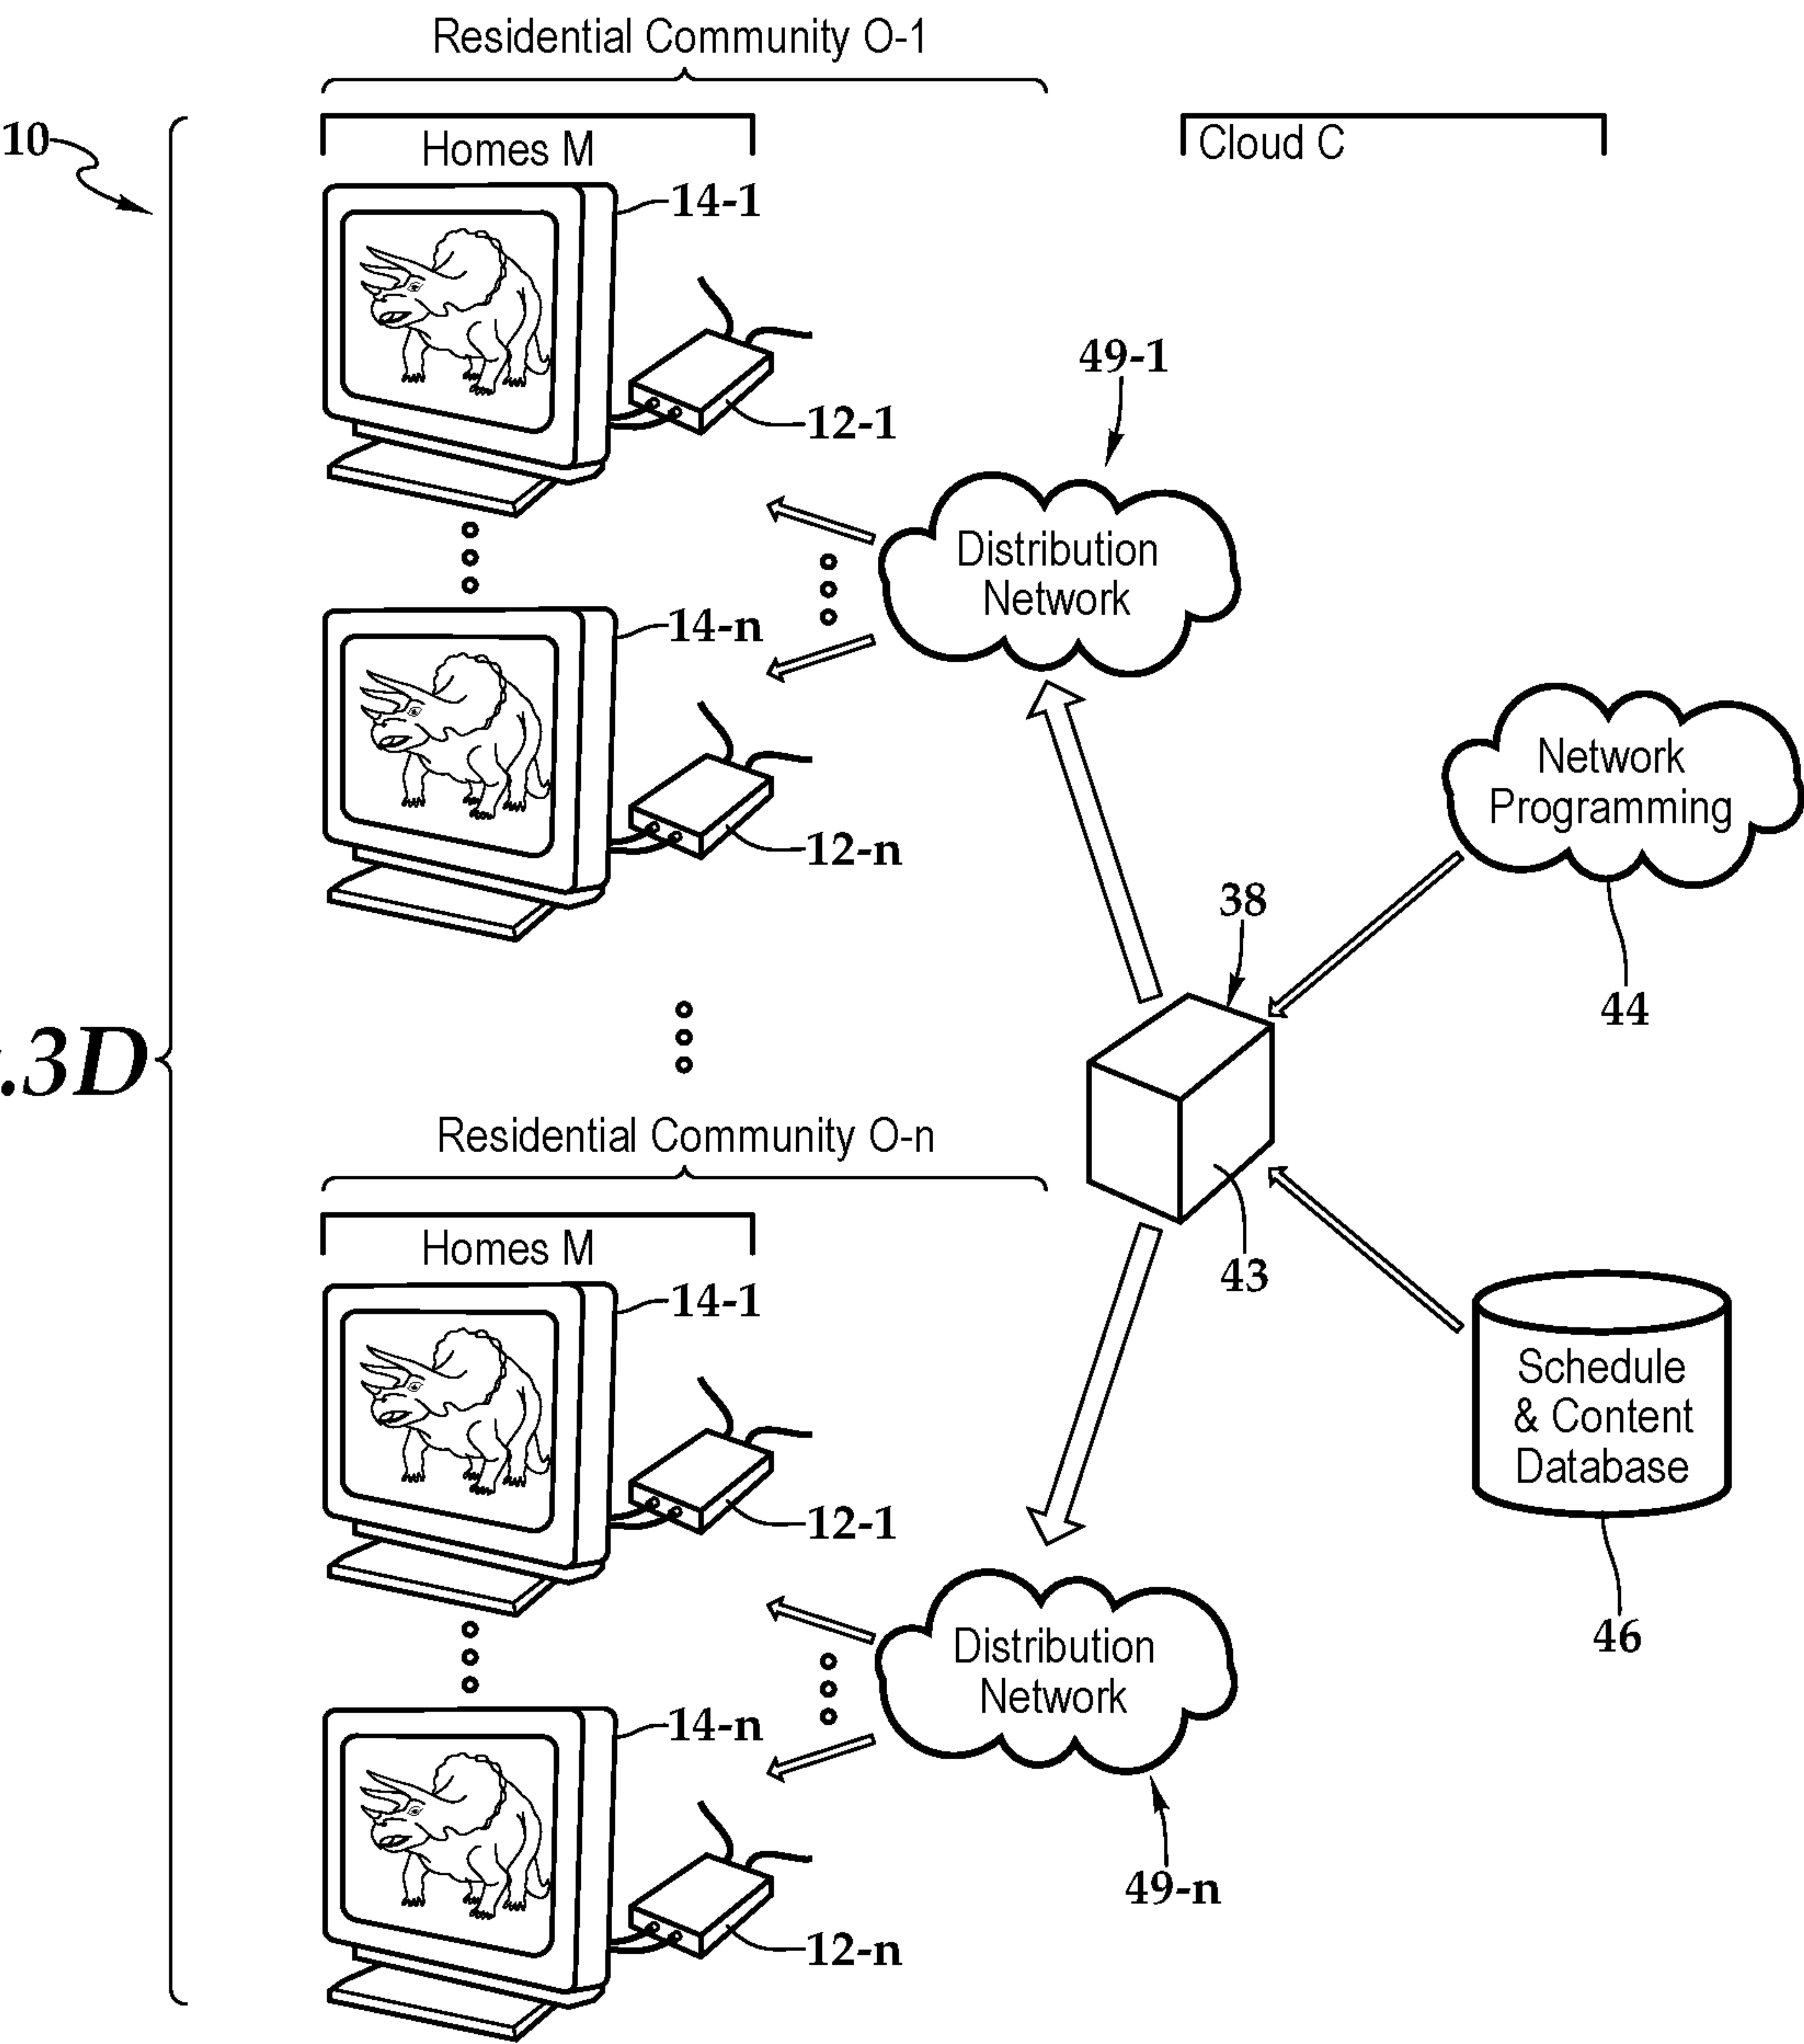 Residential Community O-1
10
Homes M
Cloud C
14-1
12-1
49-1
Distribution
Network
14-n
12-n
Network
Programming
44
38
.3D
43
Residential Community O-n
Homes M
14-1
12-1
Schedule
& Content
Database
46
Distribution
Network
14-n
12-n
49-n